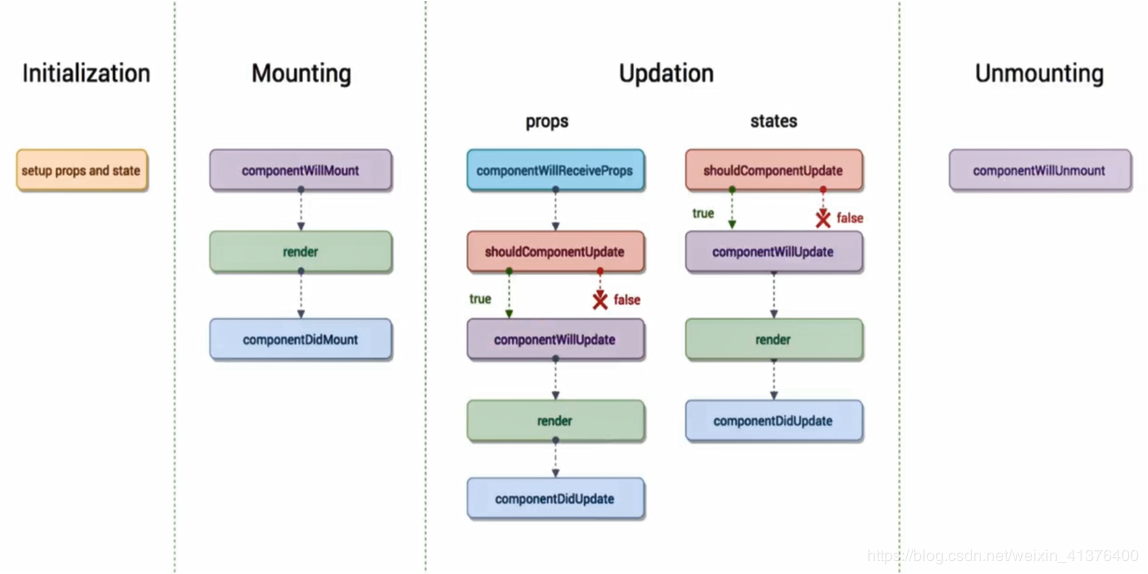 Initialization
Mounting
Updation
Unmounting
props
states
setup props and state
componentWillMount
render
componentDidMount
componentWillReceiveProps
shouldComponentUpdate
true
false
componentWillUpdate
render
componentDidUpdate
shouldComponentUpdate
true
false
componentWillUpdate
render
componentDidUpdate
componentWillUnmount
https://blog.csdn.net/weixin_41376400